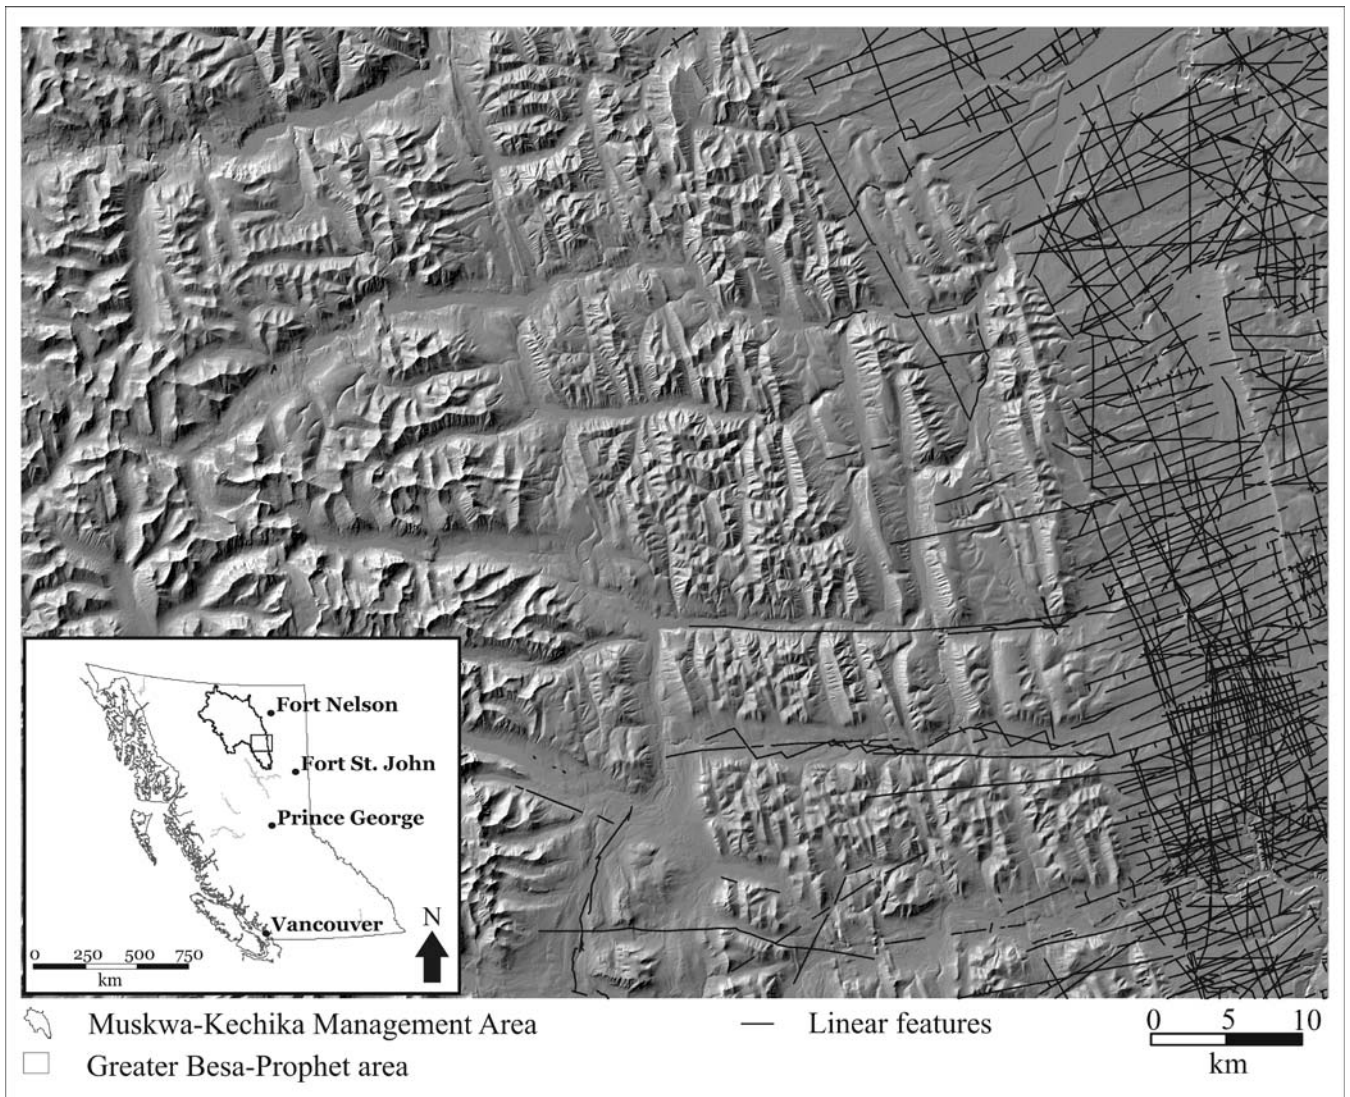 Fort Nelson
Fort St. John
Prince George
Vancouver
N
0 250 500 750
km
Muskwa-Kechika Management Area
Linear features
0 5 10
km
Greater Besa-Prophet area